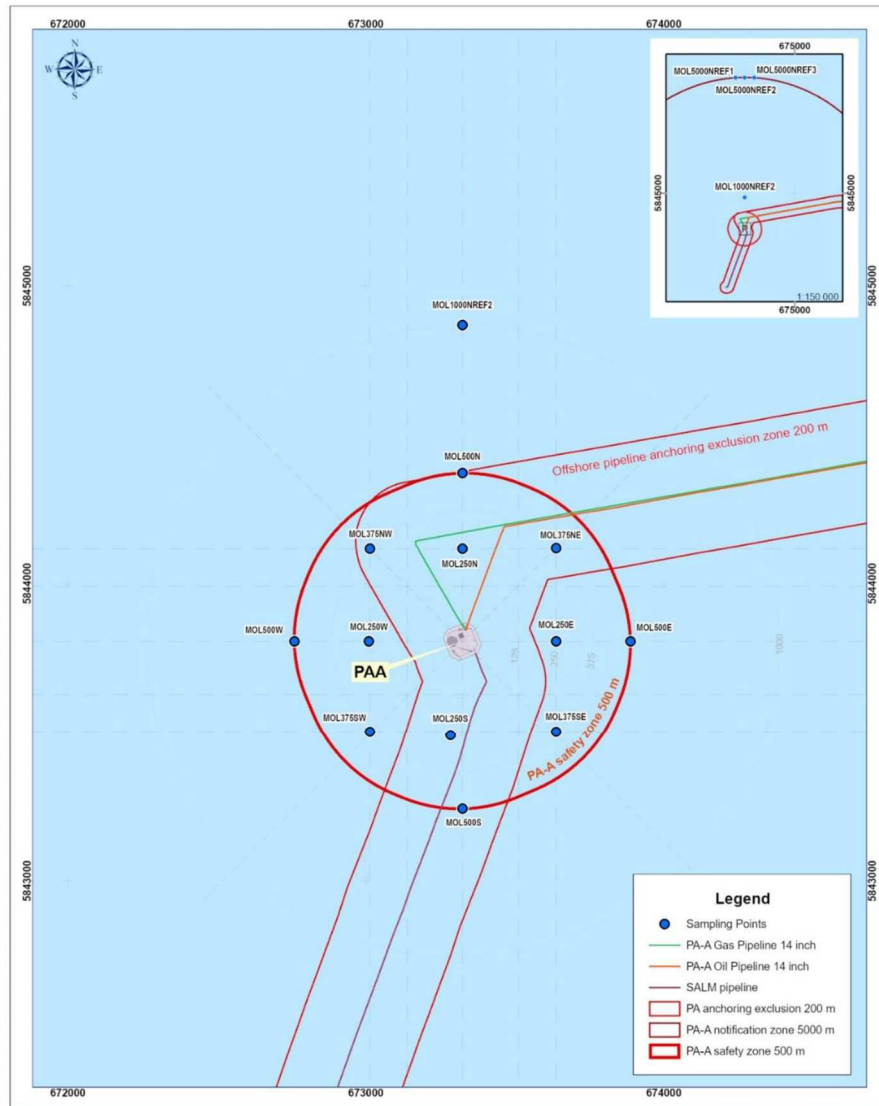 672000
673000
674000
N
W
E
S
675000
MOL5000NREF1
MOL5000NREF3
MOL5000NREF2
5845000
5845000
MOL1000NREF2
1:150 000
675000
5845000
5845000
MOL1000NREF2
Offshore pipeline anchoring exclusion zone 200 m
MOL500N
MOL375NW
MOL250N
MOL375NE
5844000
5844000
MOL500W
MOL250W
MOL250E
MOL500E
125
250
375
1000
PAA
MOL375SW
MOL250S
MOL375SE
PA-A safety zone 500 m
MOL500S
5843000
5843000
Legend
Sampling Points
PA-A Gas Pipeline 14 inch
PA-A Oil Pipeline 14 inch
SALM pipeline
PA anchoring exclusion 200 m
PA-A notification zone 5000 m
PA-A safety zone 500 m
672000
673000
674000